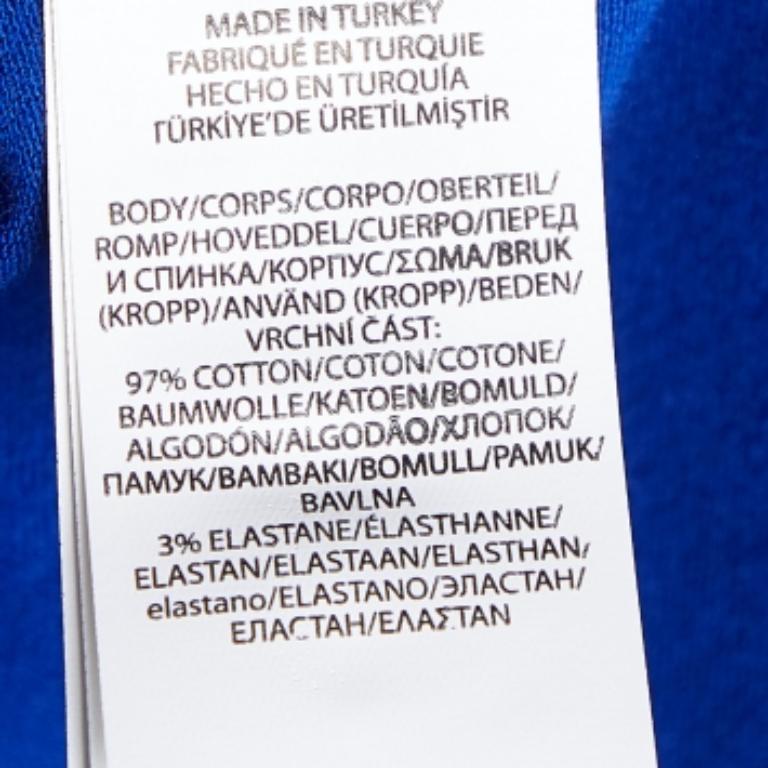 MADE IN TURKEY
FABRIQUÉ EN TURQUIE
HECHO EN TURQUÍA
TÜRKİYE'DE ÜRETİLMİŞTİR
BODY/CORPS/CORPO/OBERTEIL/
ROMP/HOVEDDEL/CUERPO/ПЕРЕД
И СПИНКА/КОРПУС/ΣΩΜΑ/BRUK
(KROPP)/ANVÄND (KROPP)/BEDEN/
VRCHNÍ ČÁST:
97% COTTON/COTON/COTONE/
BAUMWOLLE/KATOEN/BOMULD/
ALGODÓN/ALGODÃO/ХЛОПОК/
ПАМУК/BAMBAKI/BOMULL/PAMUK/
BAVLNA
3% ELASTANE/ÉLASTHANNE/
ELASTAN/ELASTAAN/ELASTHAN/
elastano/ELASTANO/ЭЛАСТАН/
ЕЛАСТАН/ΕΛΑΣΤΑΝ